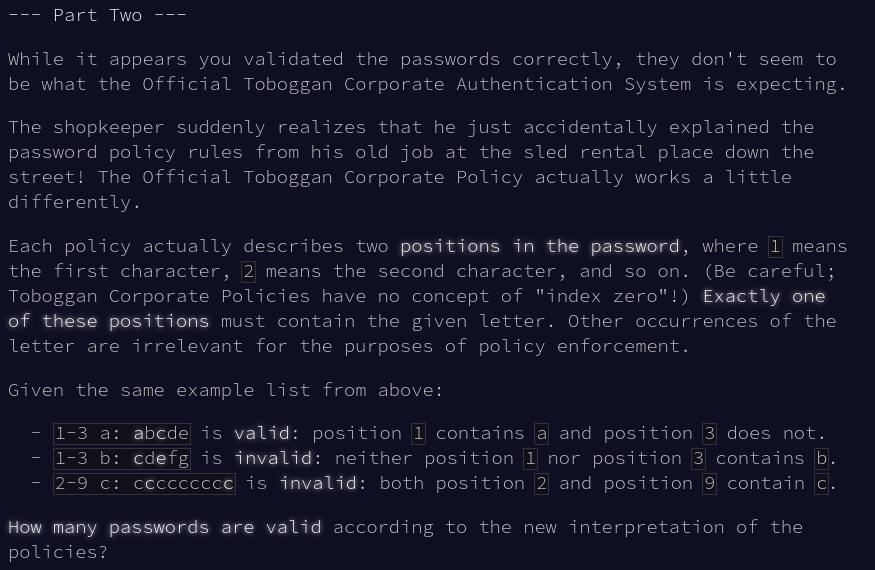 --- Part Two ---
While it appears you validated the passwords correctly, they don't seem to
be what the Official Toboggan Corporate Authentication System is expecting.
The shopkeeper suddenly realizes that he just accidentally explained the
password policy rules from his old job at the sled rental place down the
street! The Official Toboggan Corporate Policy actually works a little
differently.
Each policy actually describes two positions in the password, where 1 means
the first character, 2 means the second character, and so on. (Be careful;
Toboggan Corporate Policies have no concept of "index zero"!) Exactly one
of these positions must contain the given letter. Other occurrences of the
letter are irrelevant for the purposes of policy enforcement.
Given the same example list from above:
- 1-3 a: abcde is valid: position 1 contains a and position 3 does not.
- 1-3 b: cdefg is invalid: neither position 1 nor position 3 contains b.
- 2-9 c: ccccccccc is invalid: both position 2 and position 9 contain c.
How many passwords are valid according to the new interpretation of the
policies?